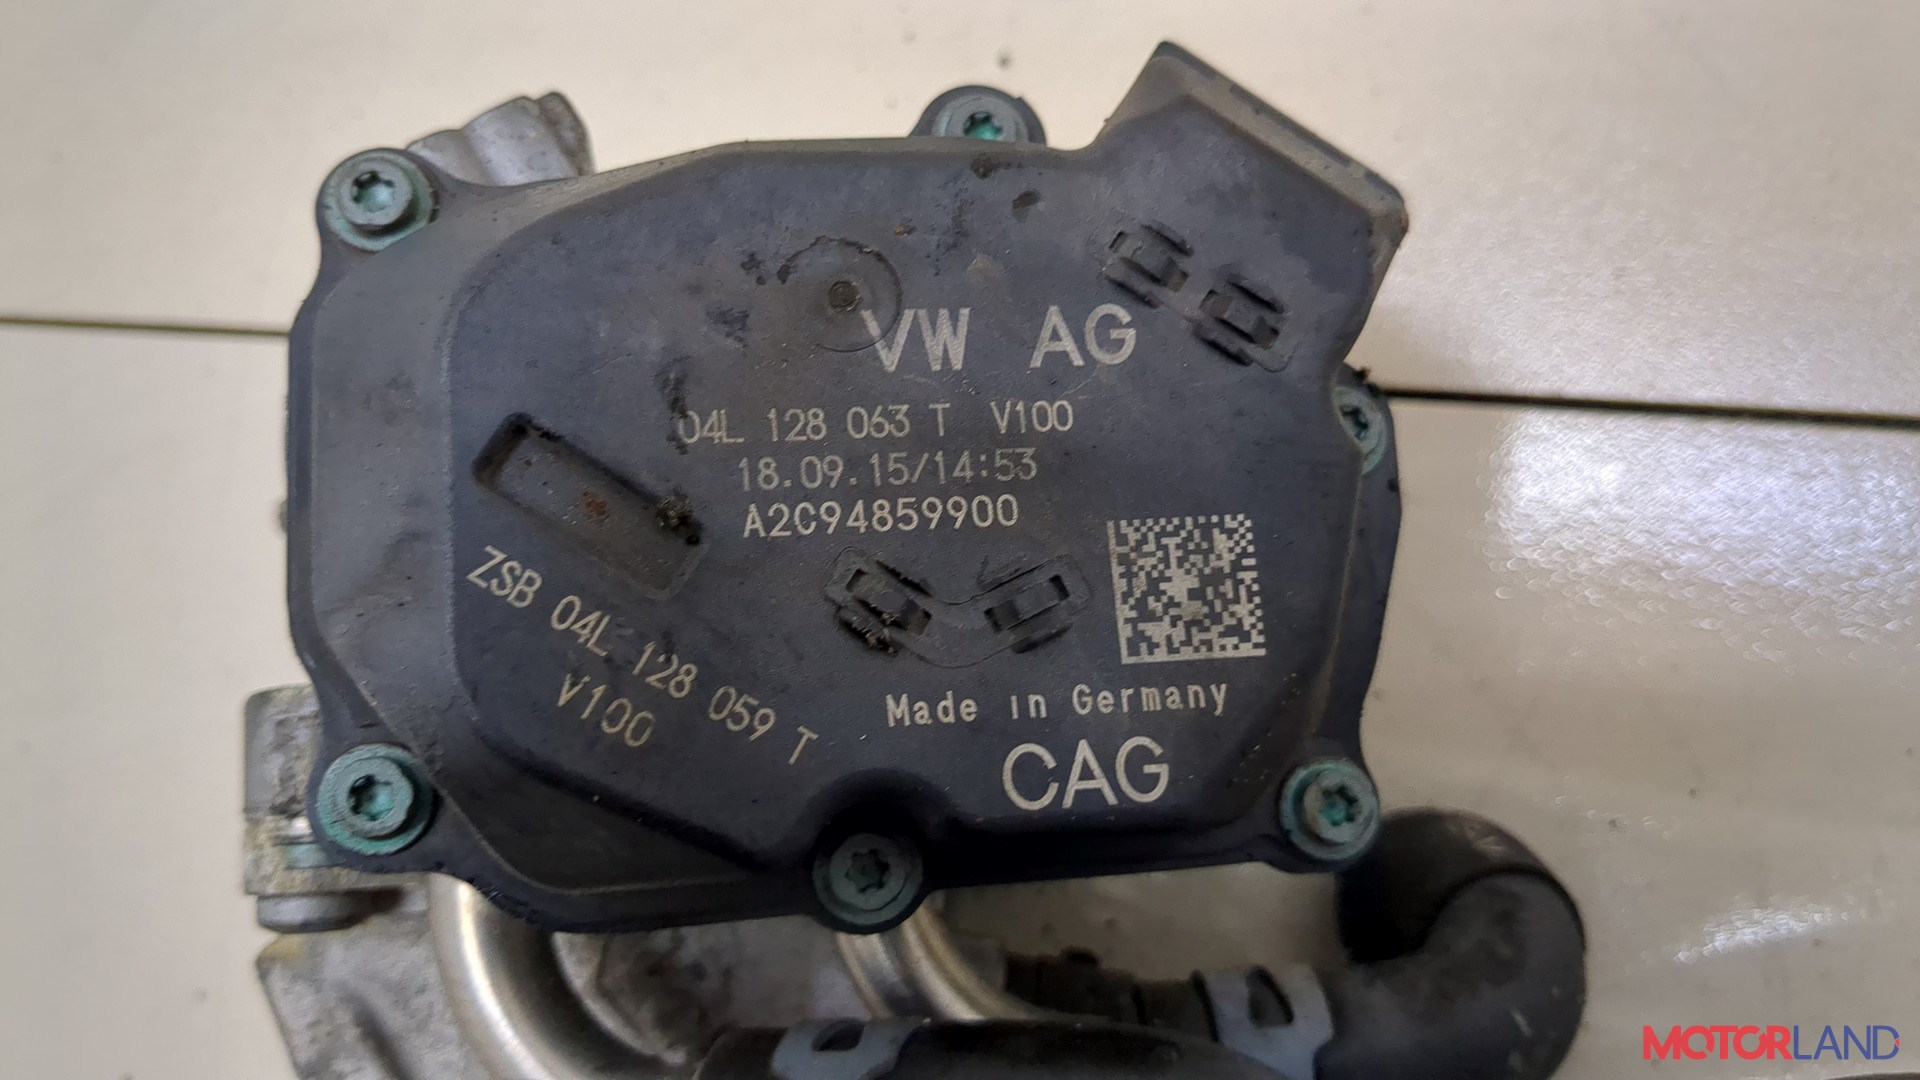 VW AG
04L 128 063 T V100
18.09.15/14:53
A2C94859900
ZSB 04L 128 059 T
V100
Made in Germany
CAG
MOTORLAND